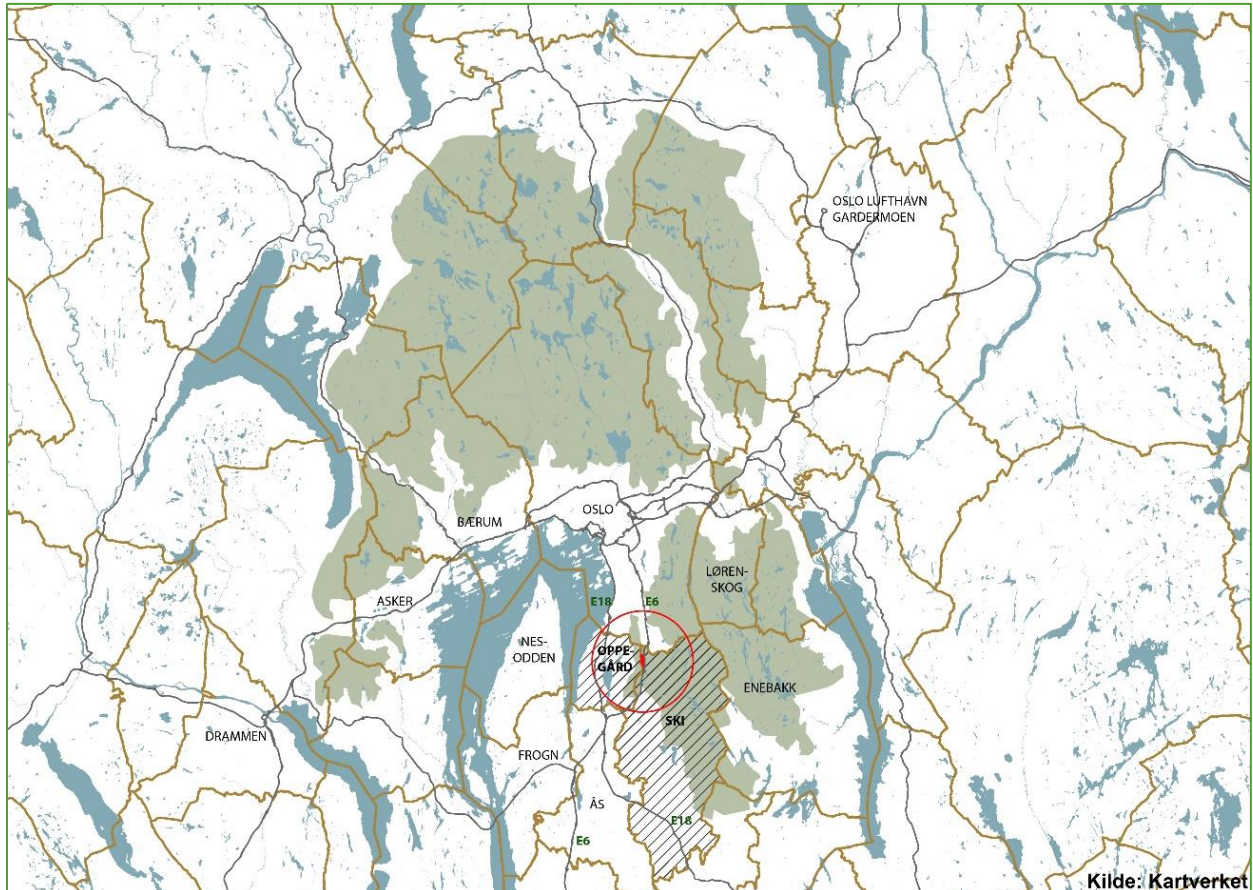 OSLO LUFTHAVN
GARDERMOEN
BÆRUM
OSLO
LØREN-
SKOG
ASKER
E18
E6
NES-
ODDEN
OPPE-
GÅRD
ENEBAKK
SKI
DRAMMEN
FROGN
ÅS
E18
E6
Kilde: Kartverket